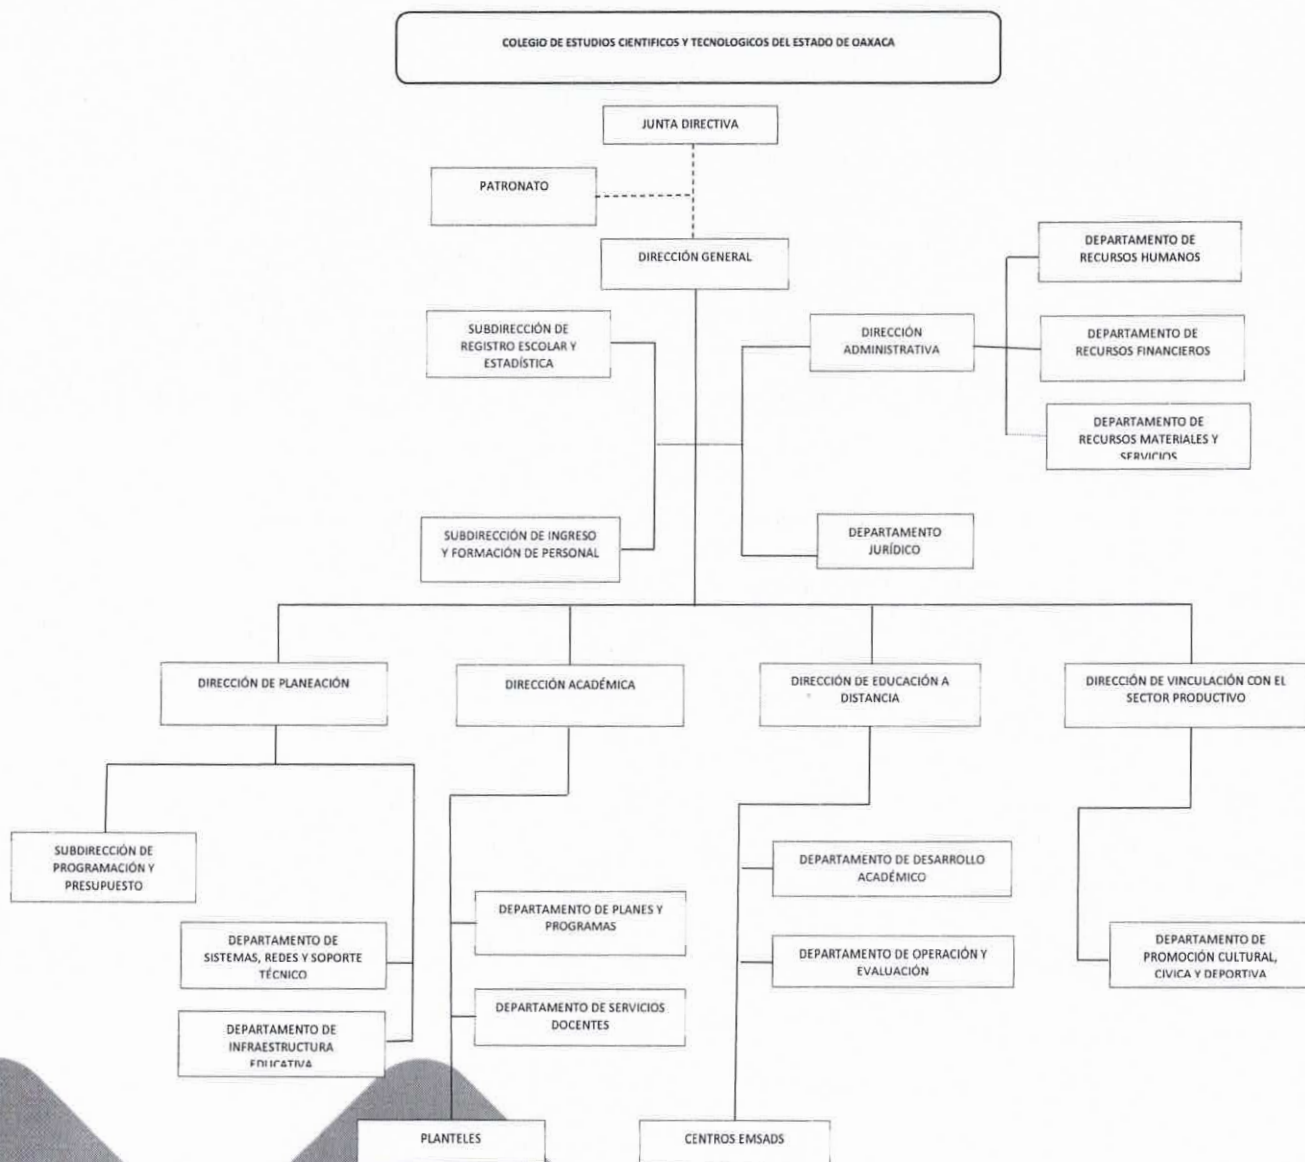 COLEGIO DE ESTUDIOS CIENTIFICOS Y TECNOLOGICOS DEL ESTADO DE OAXACA
JUNTA DIRECTIVA
PATRONATO
DIRECCIÓN GENERAL
DEPARTAMENTO DE
RECURSOS HUMANOS
SUBDIRECCIÓN DE
REGISTRO ESCOLAR Y
ESTADÍSTICA
DIRECCIÓN
ADMINISTRATIVA
DEPARTAMENTO DE
RECURSOS FINANCIEROS
DEPARTAMENTO DE
RECURSOS MATERIALES Y
SERVICIOS
SUBDIRECCIÓN DE INGRESO
Y FORMACIÓN DE PERSONAL
DEPARTAMENTO
JURÍDICO
DIRECCIÓN DE PLANEACIÓN
DIRECCIÓN ACADÉMICA
DIRECCIÓN DE EDUCACIÓN A
DISTANCIA
DIRECCIÓN DE VINCULACIÓN CON EL
SECTOR PRODUCTIVO
SUBDIRECCIÓN DE
PROGRAMACIÓN Y
PRESUPUESTO
DEPARTAMENTO DE
SISTEMAS, REDES Y SOPORTE
TÉCNICO
DEPARTAMENTO DE
INFRAESTRUCTURA
EDUCATIVA
DEPARTAMENTO DE PLANES Y
PROGRAMAS
DEPARTAMENTO DE SERVICIOS
DOCENTES
DEPARTAMENTO DE DESARROLLO
ACADÉMICO
DEPARTAMENTO DE OPERACIÓN Y
EVALUACIÓN
DEPARTAMENTO DE
PROMOCIÓN CULTURAL,
CIVICA Y DEPORTIVA
PLANTELES
CENTROS EMSADS